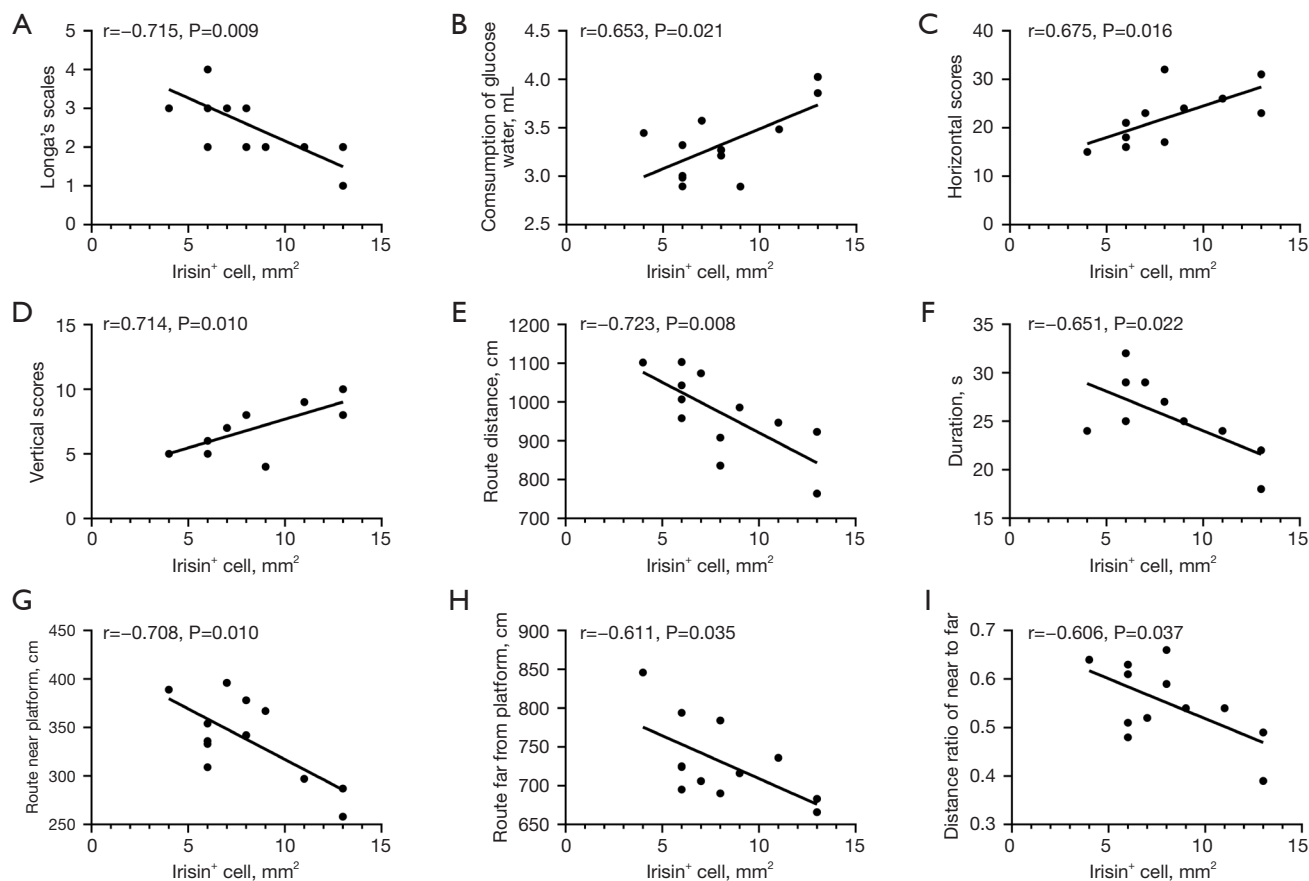 A
r=−0.715, P=0.009
Longa's scales
5
4
3
2
1
0
0 5 10 15
Irisin⁺ cell, mm²
B
r=0.653, P=0.021
Comsumption of glucose
water, mL
4.5
4.0
3.5
3.0
2.5
0 5 10 15
Irisin⁺ cell, mm²
C
r=0.675, P=0.016
Horizontal scores
40
30
20
10
0
0 5 10 15
Irisin⁺ cell, mm²
D
r=0.714, P=0.010
Vertical scores
15
10
5
0
0 5 10 15
Irisin⁺ cell, mm²
E
r=−0.723, P=0.008
Route distance, cm
1200
1100
1000
900
800
700
0 5 10 15
Irisin⁺ cell, mm²
F
r=−0.651, P=0.022
Duration, s
35
32
25
22
15
0 5 10 15
Irisin⁺ cell, mm²
G
r=−0.708, P=0.010
Route near platform, cm
450
400
350
300
250
0 5 10 15
Irisin⁺ cell, mm²
H
r=−0.611, P=0.035
Route far from platform, cm
900
850
800
750
700
650
0 5 10 15
Irisin⁺ cell, mm²
I
r=−0.606, P=0.037
Distance ratio of near to far
0.7
0.6
0.5
0.4
0.3
0 5 10 15
Irisin⁺ cell, mm²